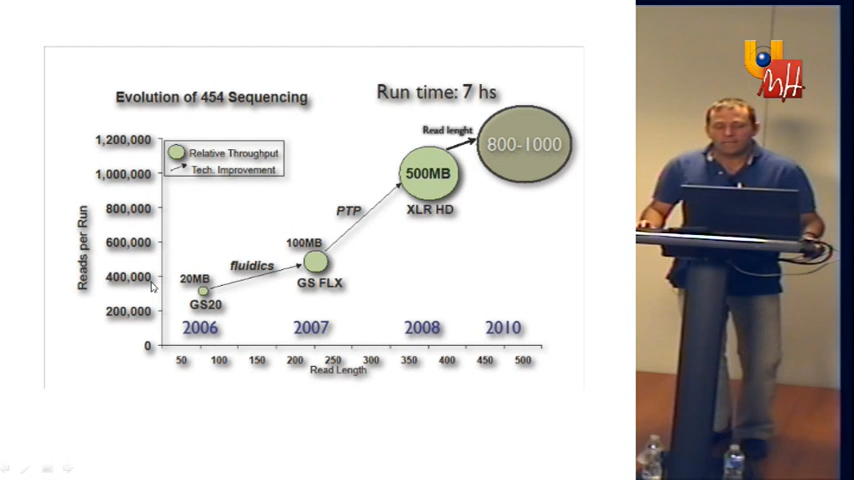 Evolution of 454 Sequencing
Run time: 7 hs
Read lenght
800-1000
1,200,000
1,000,000
800,000
600,000
400,000
200,000
0
Reads per Run
Relative Throughput
Tech. Improvement
500MB
XLR HD
PTP
100MB
GS FLX
fluidics
20MB
GS20
2006 2007 2008 2010
50 100 150 200 250 300 350 400 450 500
Read Length
U
MH